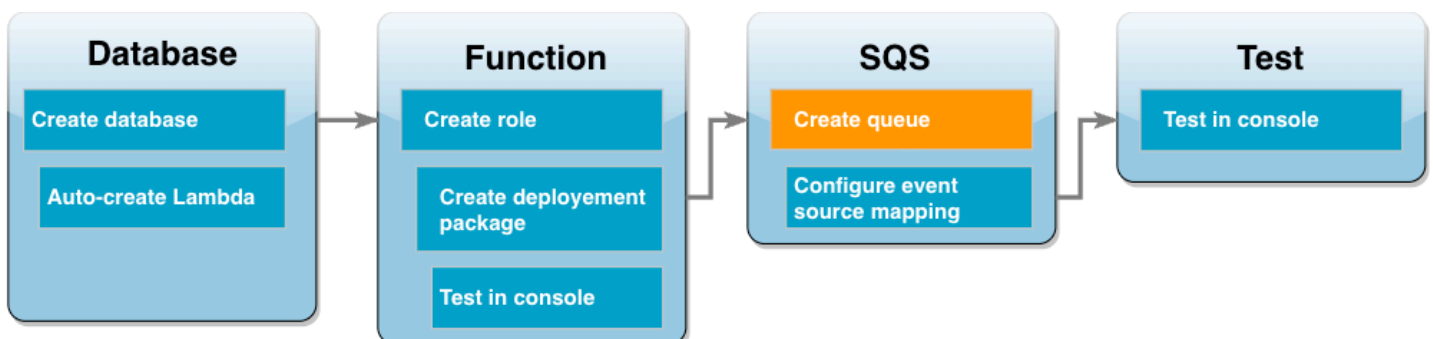 Database
Create database
Auto-create Lambda
Function
Create role
Create deployement
package
Test in console
SQS
Create queue
Configure event
source mapping
Test
Test in console